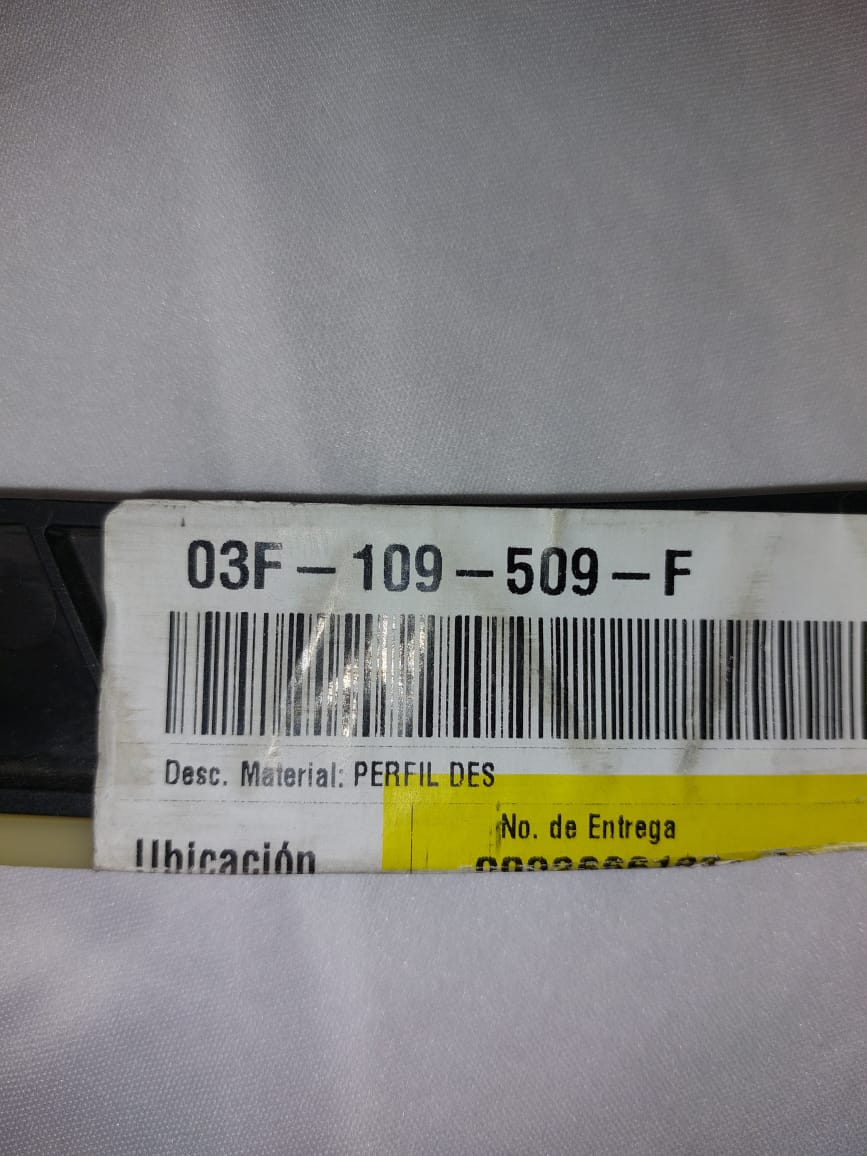 03F-109-509-F
Desc. Material: PERFIL DES
No. de Entrega
Ubicación